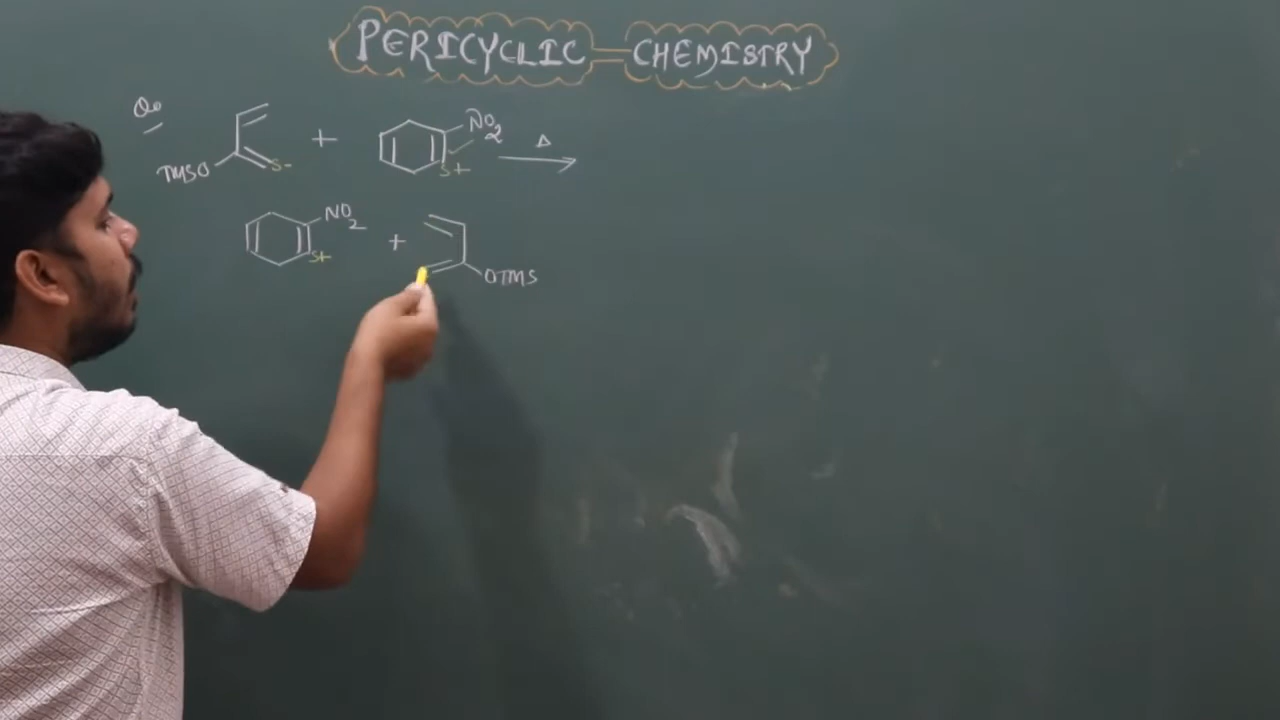 PERICYCLIC — CHEMISTRY
Q.
TMSO S- + NO2 S+ Δ
NO2 S+ + OTMS